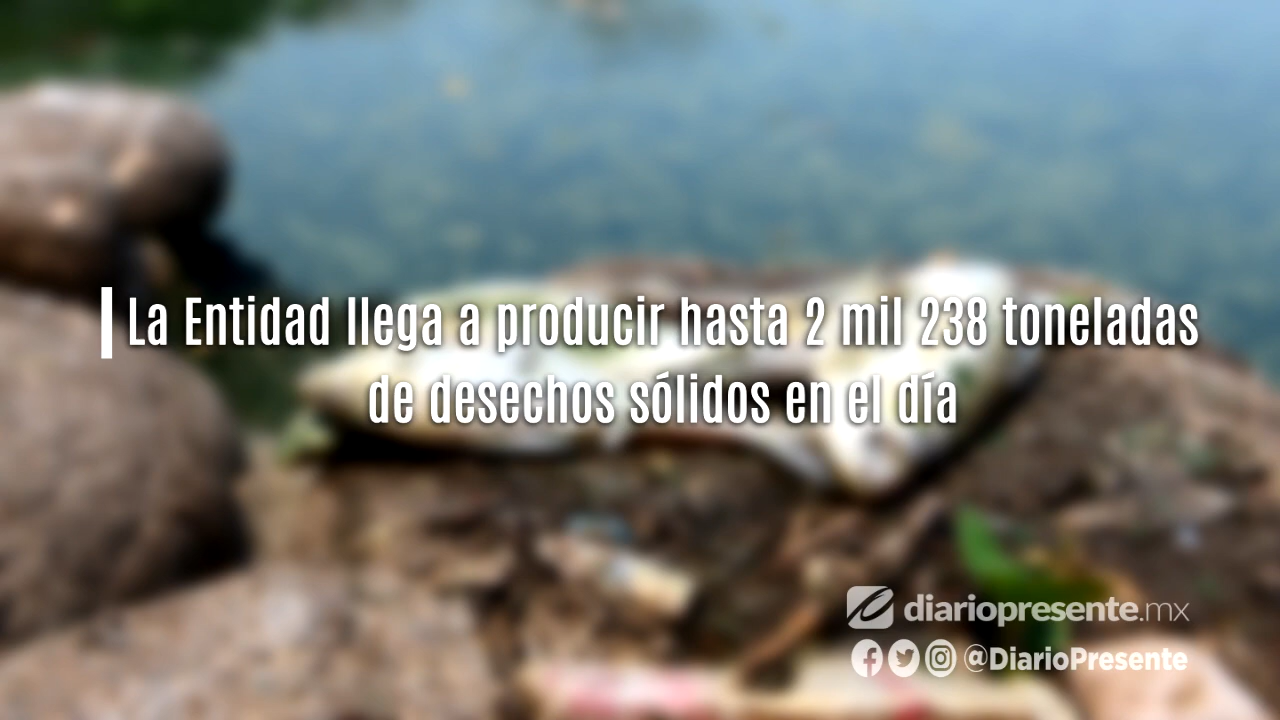 La Entidad llega a producir hasta 2 mil 238 toneladas
de desechos sólidos en el día
diariopresente.mx
@DiarioPresente